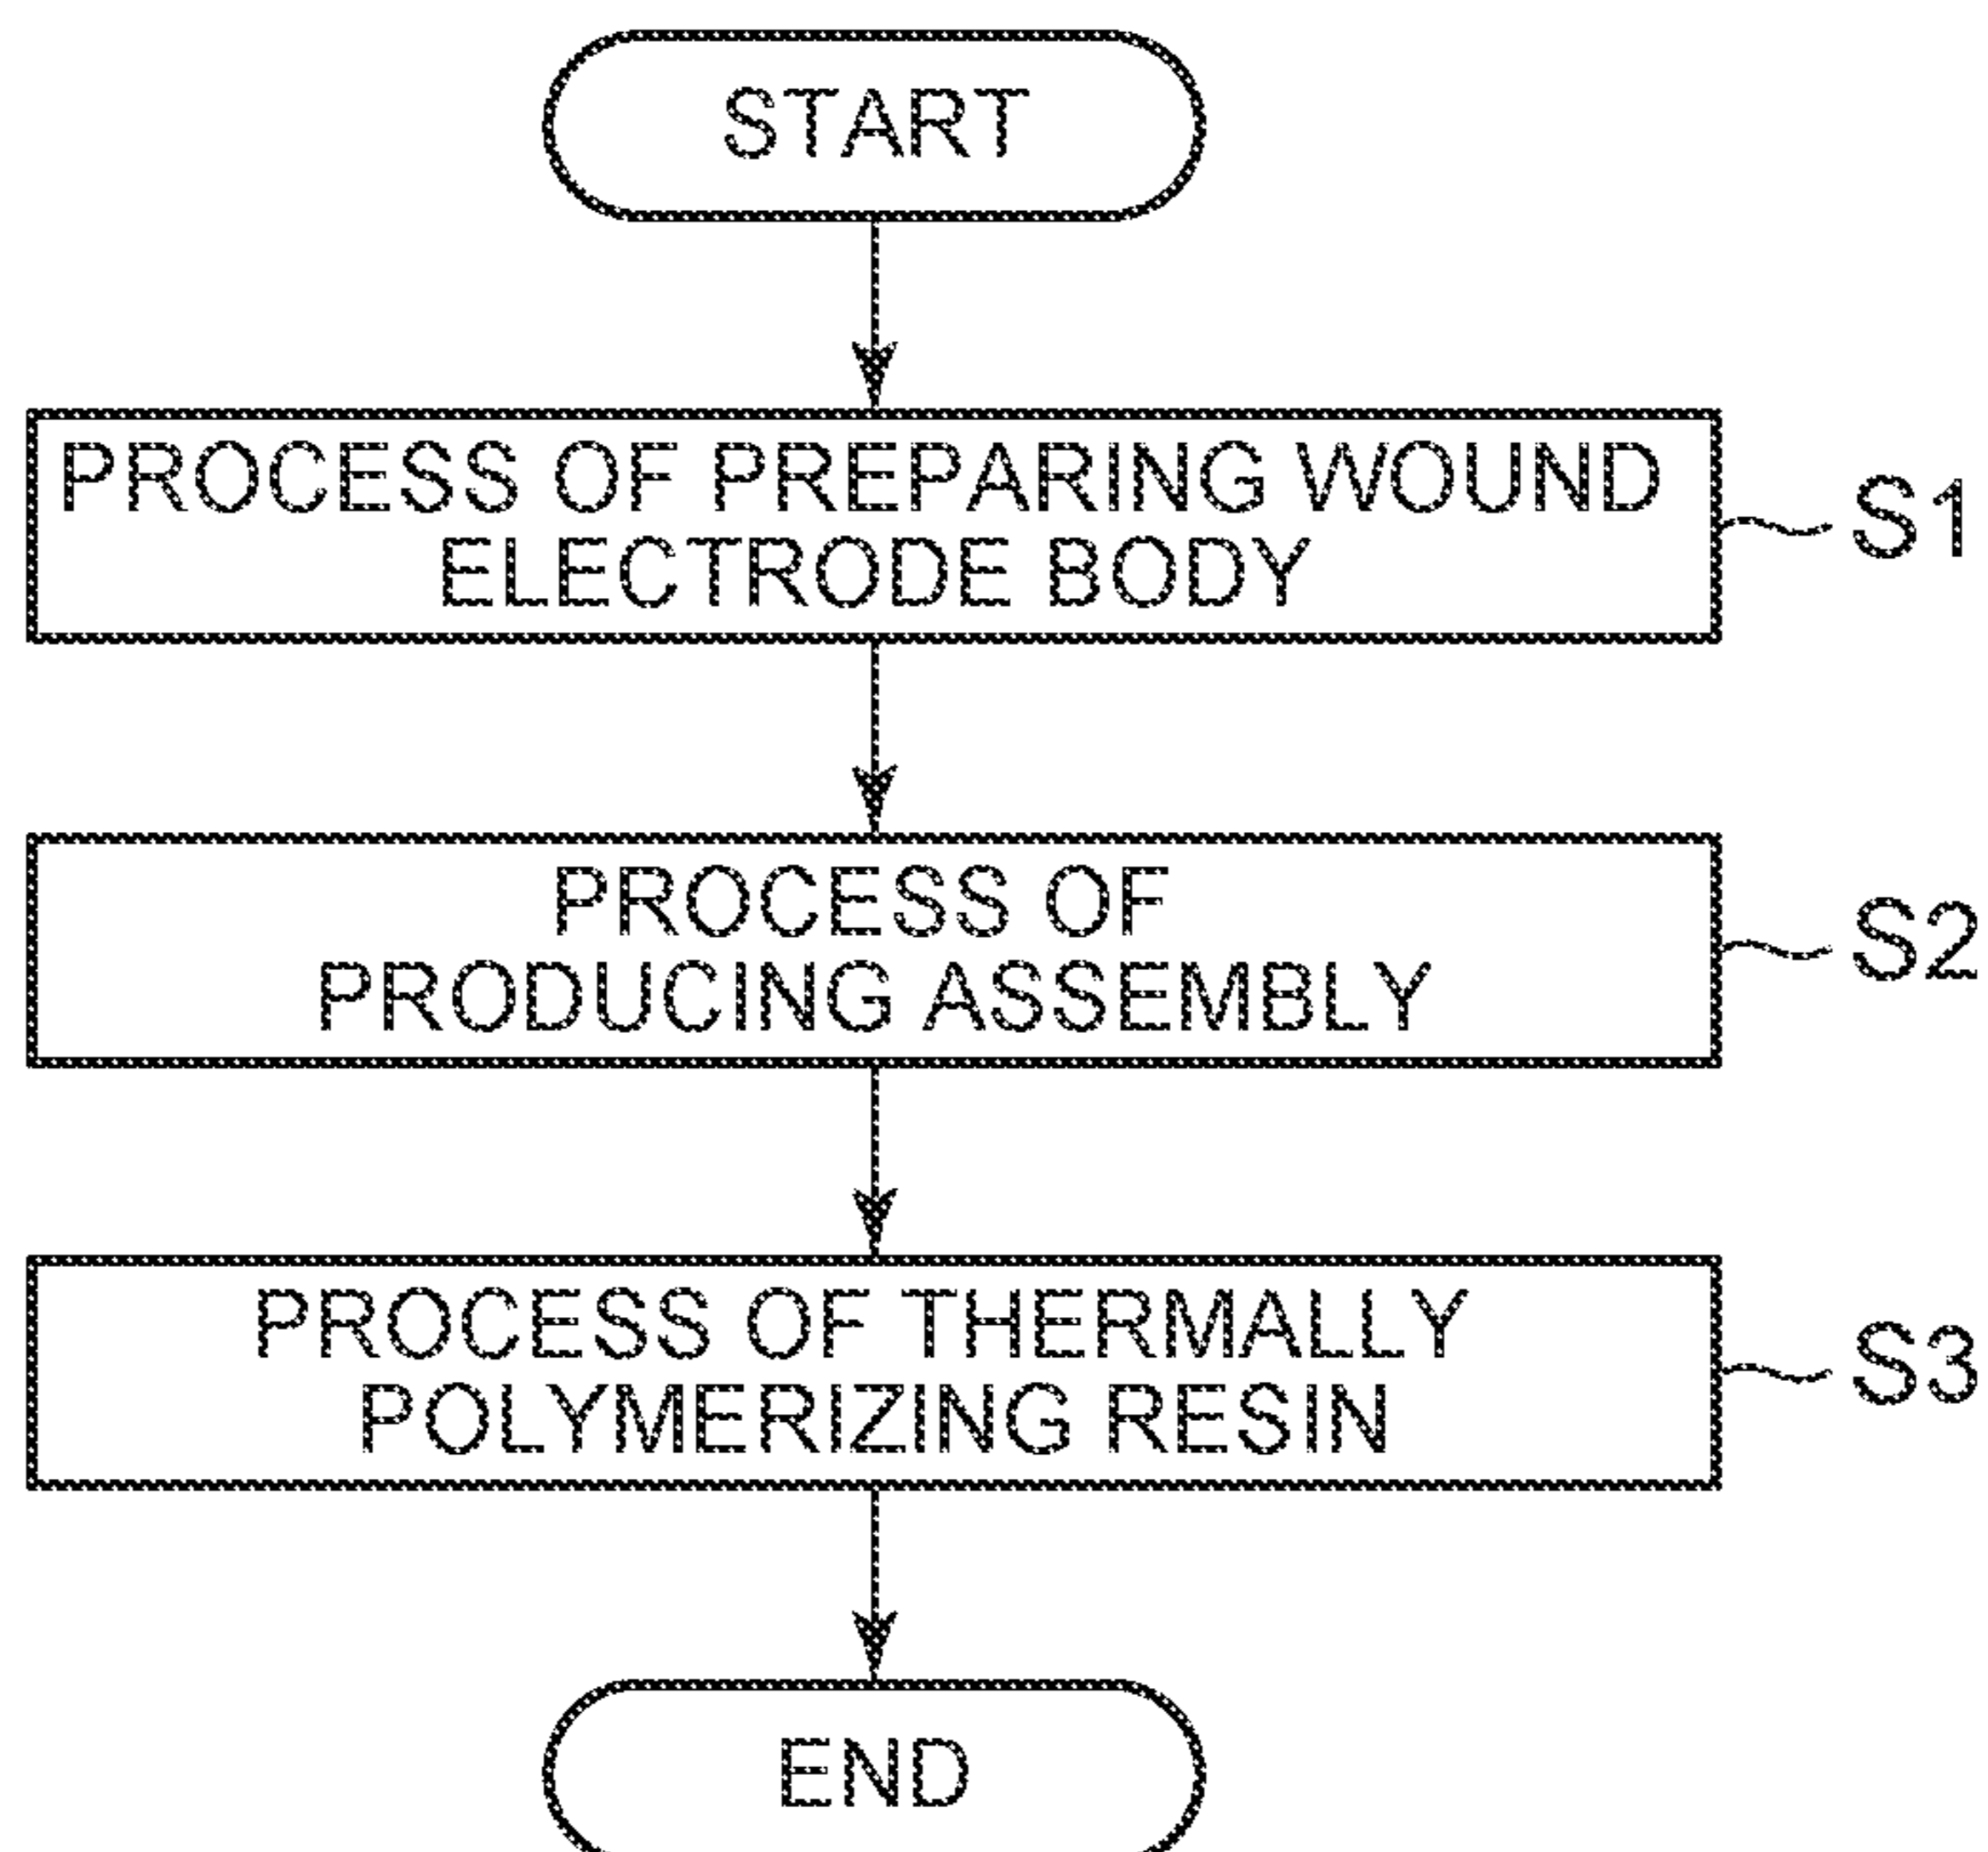 START
PROCESS OF PREPARING WOUND
ELECTRODE BODY
S1
PROCESS OF
PRODUCING ASSEMBLY
S2
PROCESS OF THERMALLY
POLYMERIZING RESIN
S3
END